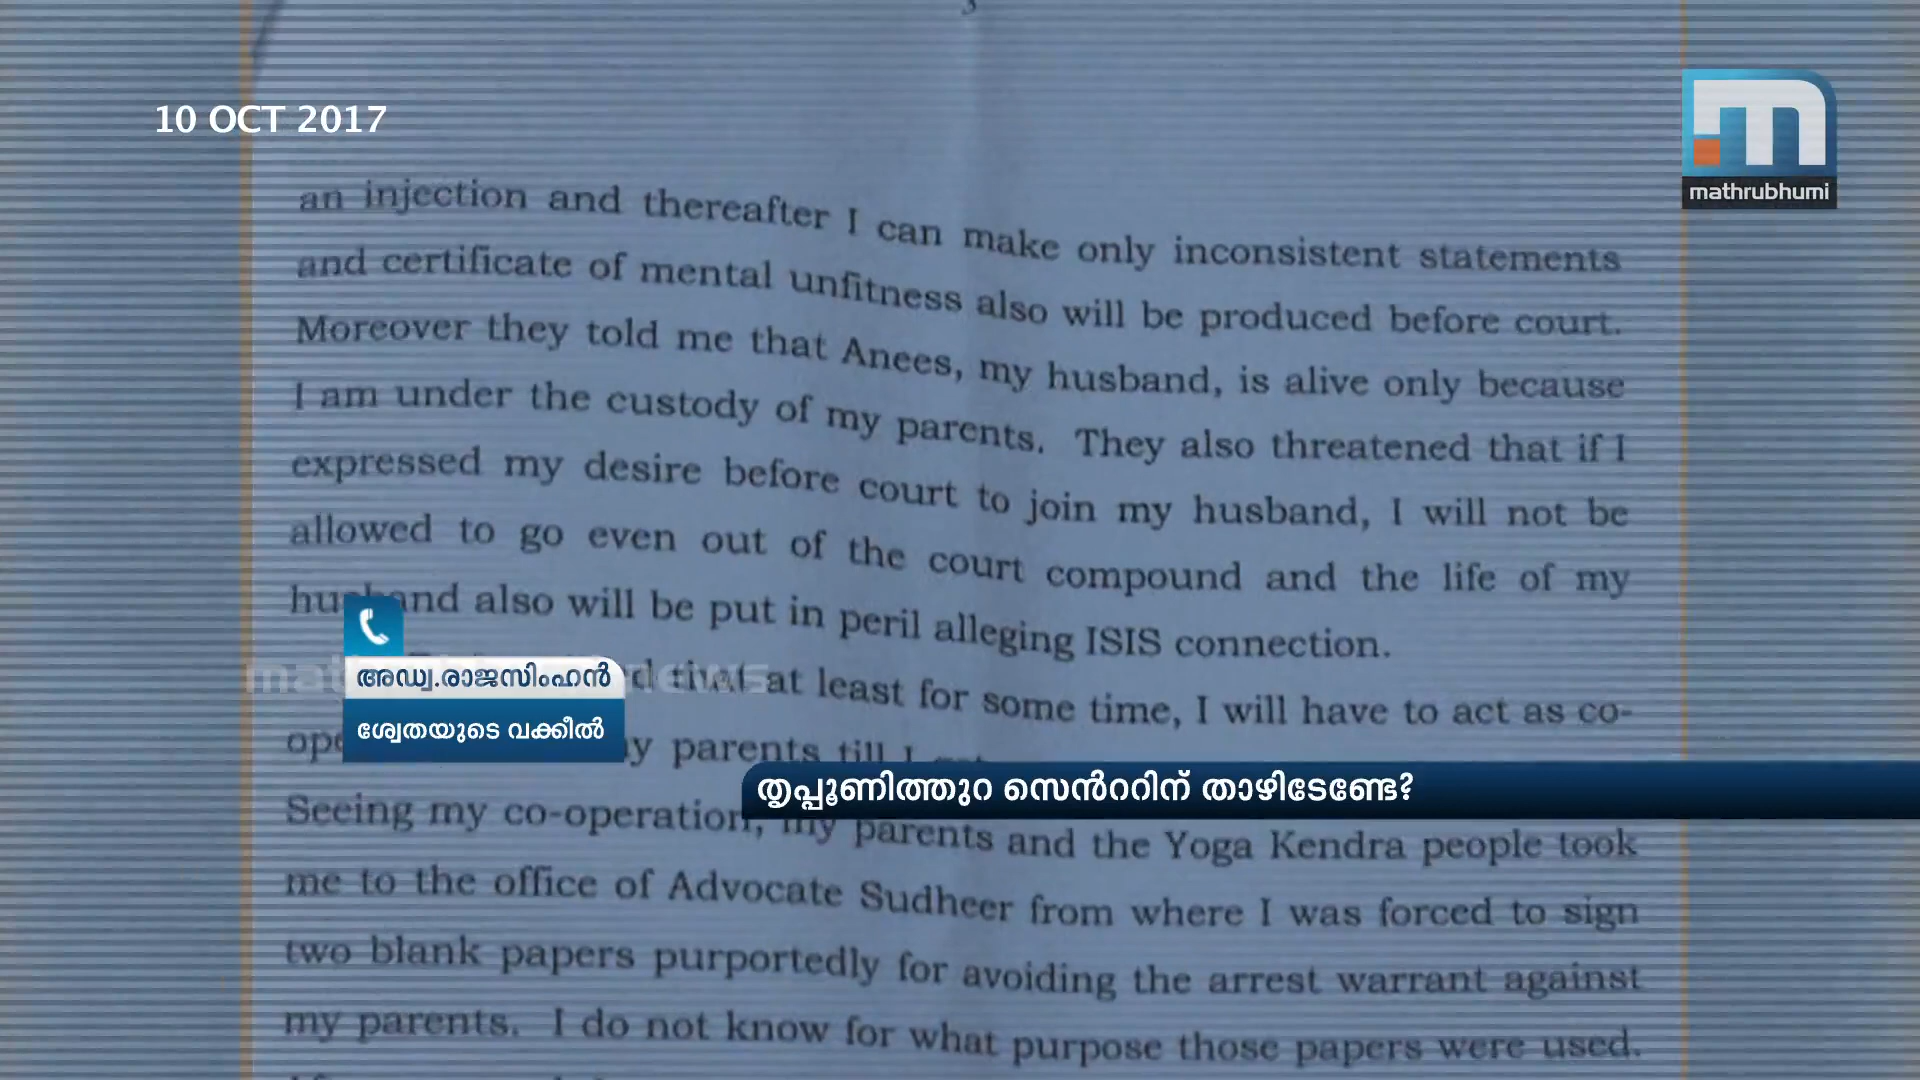 3
10 OCT 2017
mathrubhumi
an injection and thereafter I can make only inconsistent statements
and certificate of mental unfitness also will be produced before court.
Moreover they told me that Anees, my husband, is alive only because
I am under the custody of my parents. They also threatened that if I
expressed my desire before court to join my husband, I will not be
allowed to go even out of the court compound and the life of my
husband also will be put in peril alleging ISIS connection.
that at least for some time, I will have to act as co-
my parents till I
അഡ്വ.രാജസിംഹൻ
ശ്വേതയുടെ വക്കീൽ
തൃപ്പൂണിത്തുറ സെൻററിന് താഴിടേണ്ടേ?
Seeing my co-operation, my parents and the Yoga Kendra people took
me to the office of Advocate Sudheer from where I was forced to sign
two blank papers purportedly for avoiding the arrest warrant against
my parents. I do not know for what purpose those papers were used.